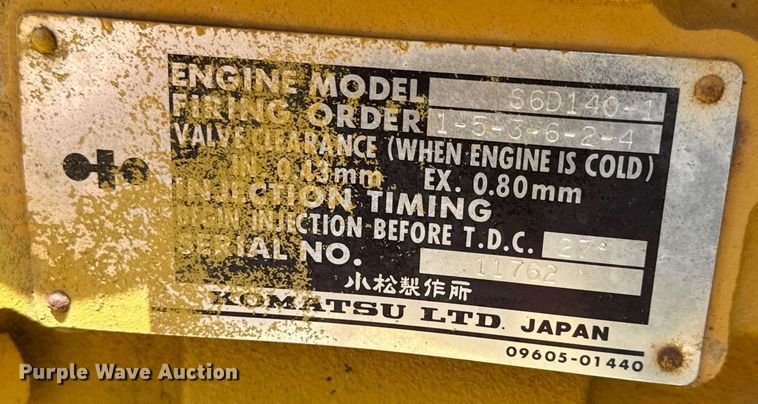 ENGINE MODEL S6D140-1
FIRING ORDER 1-5-3-6-2-4
VALVE CLEARANCE (WHEN ENGINE IS COLD)
IN. 0.43mm EX. 0.80mm
INJECTION TIMING
BEGIN INJECTION BEFORE T.D.C. 27°
SERIAL NO. 11762
小松製作所
KOMATSU LTD. JAPAN
09605-01440
Purple Wave Auction